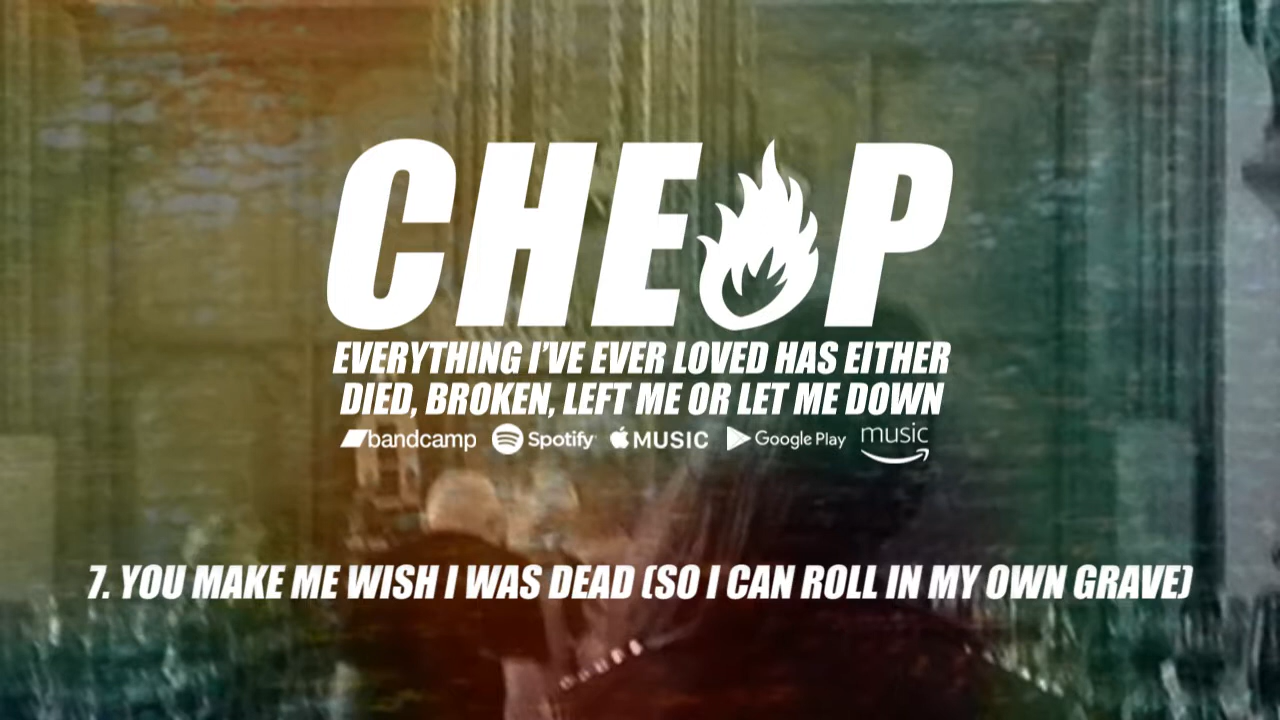 CHEAP
EVERYTHING I'VE EVER LOVED HAS EITHER
DIED, BROKEN, LEFT ME OR LET ME DOWN
bandcamp Spotify MUSIC Google Play music
7. YOU MAKE ME WISH I WAS DEAD (SO I CAN ROLL IN MY OWN GRAVE)